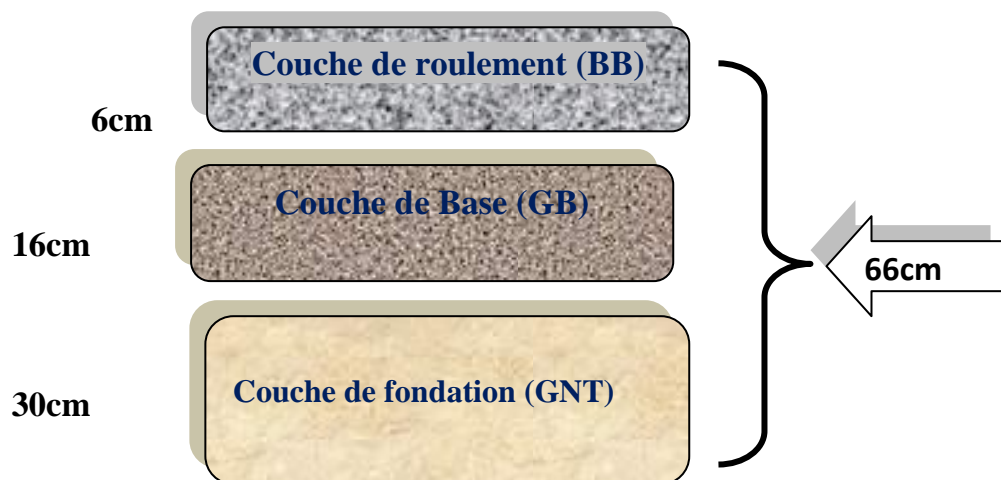 Couche de roulement (BB)
6cm
Couche de Base (GB)
16cm
66cm
Couche de fondation (GNT)
30cm